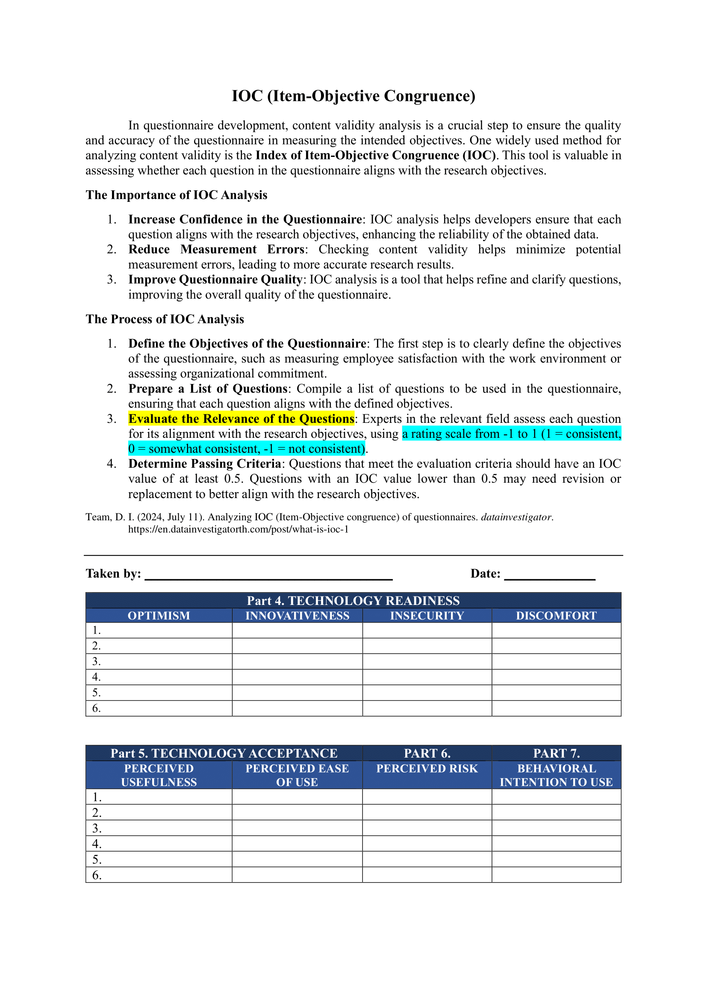 IOC (Item-Objective Congruence)
In questionnaire development, content validity analysis is a crucial step to ensure the quality
and accuracy of the questionnaire in measuring the intended objectives. One widely used method for
analyzing content validity is the Index of Item-Objective Congruence (IOC). This tool is valuable in
assessing whether each question in the questionnaire aligns with the research objectives.
The Importance of IOC Analysis
1. Increase Confidence in the Questionnaire: IOC analysis helps developers ensure that each
question aligns with the research objectives, enhancing the reliability of the obtained data.
2. Reduce Measurement Errors: Checking content validity helps minimize potential
measurement errors, leading to more accurate research results.
3. Improve Questionnaire Quality: IOC analysis is a tool that helps refine and clarify questions,
improving the overall quality of the questionnaire.
The Process of IOC Analysis
1. Define the Objectives of the Questionnaire: The first step is to clearly define the objectives
of the questionnaire, such as measuring employee satisfaction with the work environment or
assessing organizational commitment.
2. Prepare a List of Questions: Compile a list of questions to be used in the questionnaire,
ensuring that each question aligns with the defined objectives.
3. Evaluate the Relevance of the Questions: Experts in the relevant field assess each question
for its alignment with the research objectives, using a rating scale from -1 to 1 (1 = consistent,
0 = somewhat consistent, -1 = not consistent).
4. Determine Passing Criteria: Questions that meet the evaluation criteria should have an IOC
value of at least 0.5. Questions with an IOC value lower than 0.5 may need revision or
replacement to better align with the research objectives.
Team, D. I. (2024, July 11). Analyzing IOC (Item-Objective congruence) of questionnaires. datainvestigator.
https://en.datainvestigatorth.com/post/what-is-ioc-1
Taken by: Date:
Part 4. TECHNOLOGY READINESS
OPTIMISM INNOVATIVENESS INSECURITY DISCOMFORT
1.
2.
3.
4.
5.
6.
Part 5. TECHNOLOGY ACCEPTANCE PART 6. PART 7.
PERCEIVED PERCEIVED EASE PERCEIVED RISK BEHAVIORAL
USEFULNESS OF USE INTENTION TO USE
1.
2.
3.
4.
5.
6.